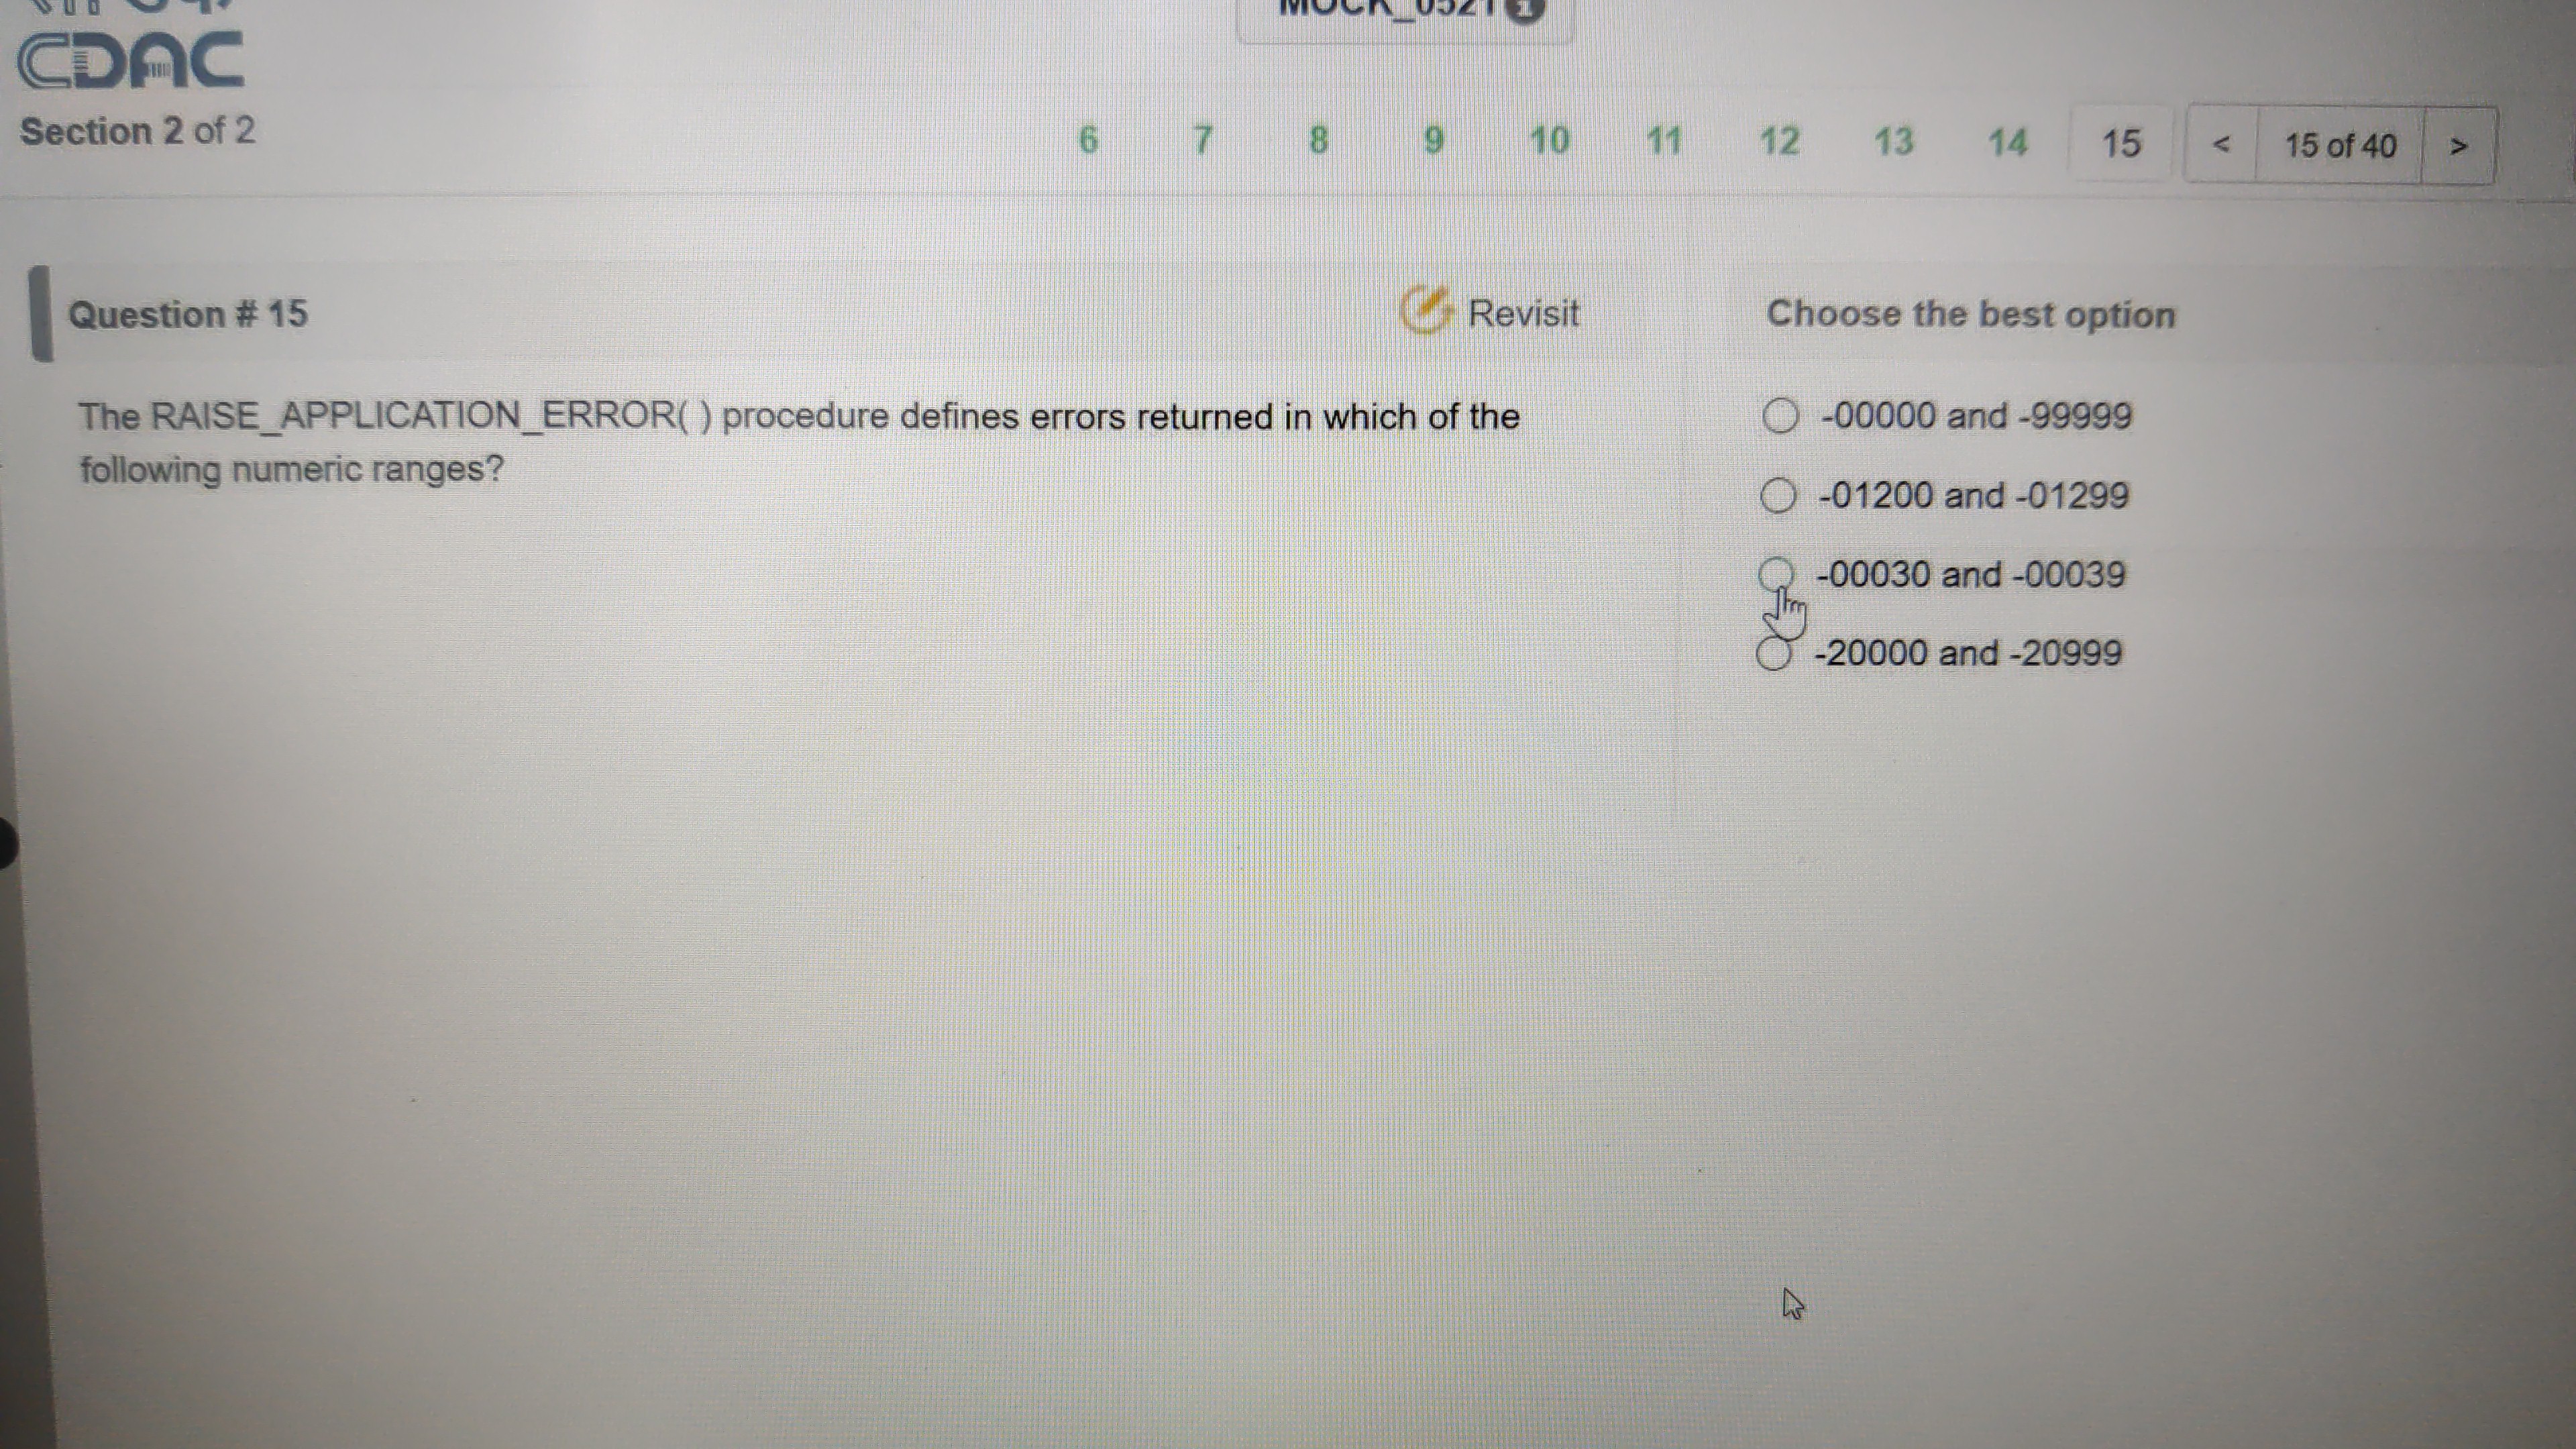 MOCK_0521
CDAC
Section 2 of 2
6 7 8 9 10 11 12 13 14 15 < 15 of 40 >
Question # 15
Revisit
Choose the best option
The RAISE_APPLICATION_ERROR( ) procedure defines errors returned in which of the
following numeric ranges?
-00000 and -99999
-01200 and -01299
-00030 and -00039
-20000 and -20999